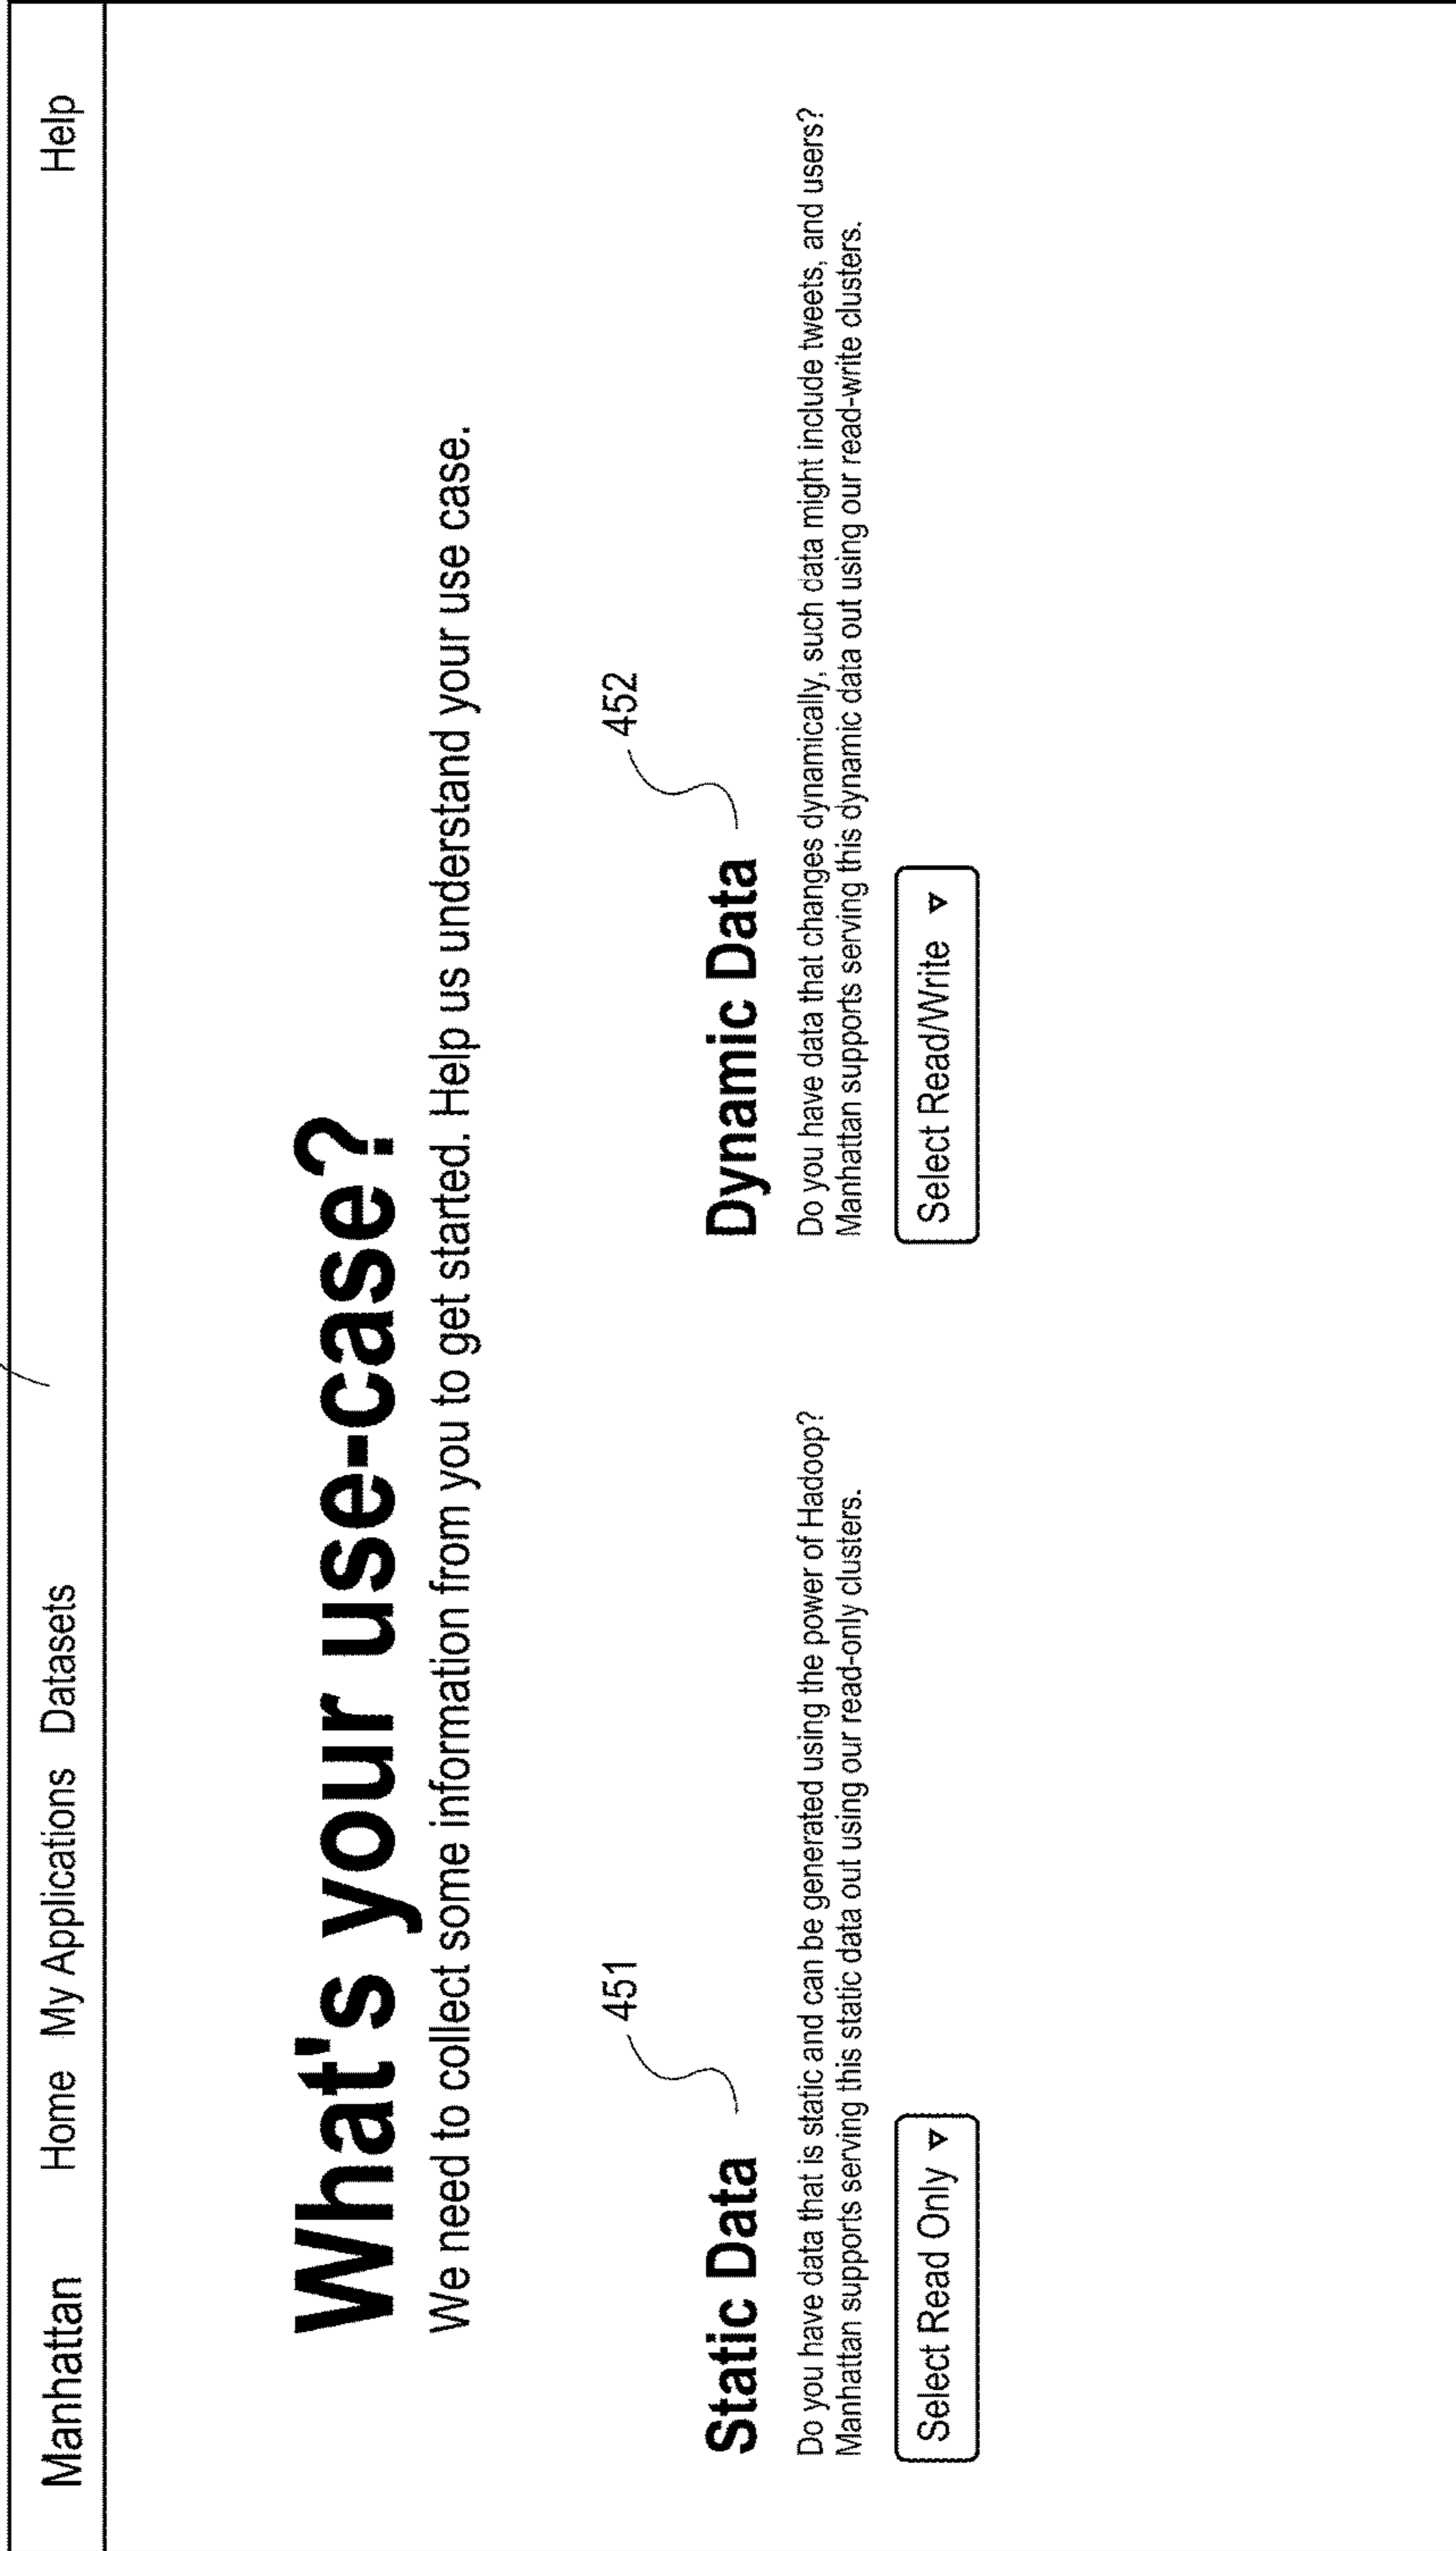 Manhattan Home My Applications Datasets Help
What's your use-case?
We need to collect some information from you to get started. Help us understand your use case.
451
Static Data
Do you have data that is static and can be generated using the power of Hadoop?
Manhattan supports serving this static data out using our read-only clusters.
Select Read Only
452
Dynamic Data
Do you have data that changes dynamically, such data might include tweets, and users?
Manhattan supports serving this dynamic data out using our read-write clusters.
Select Read/Write